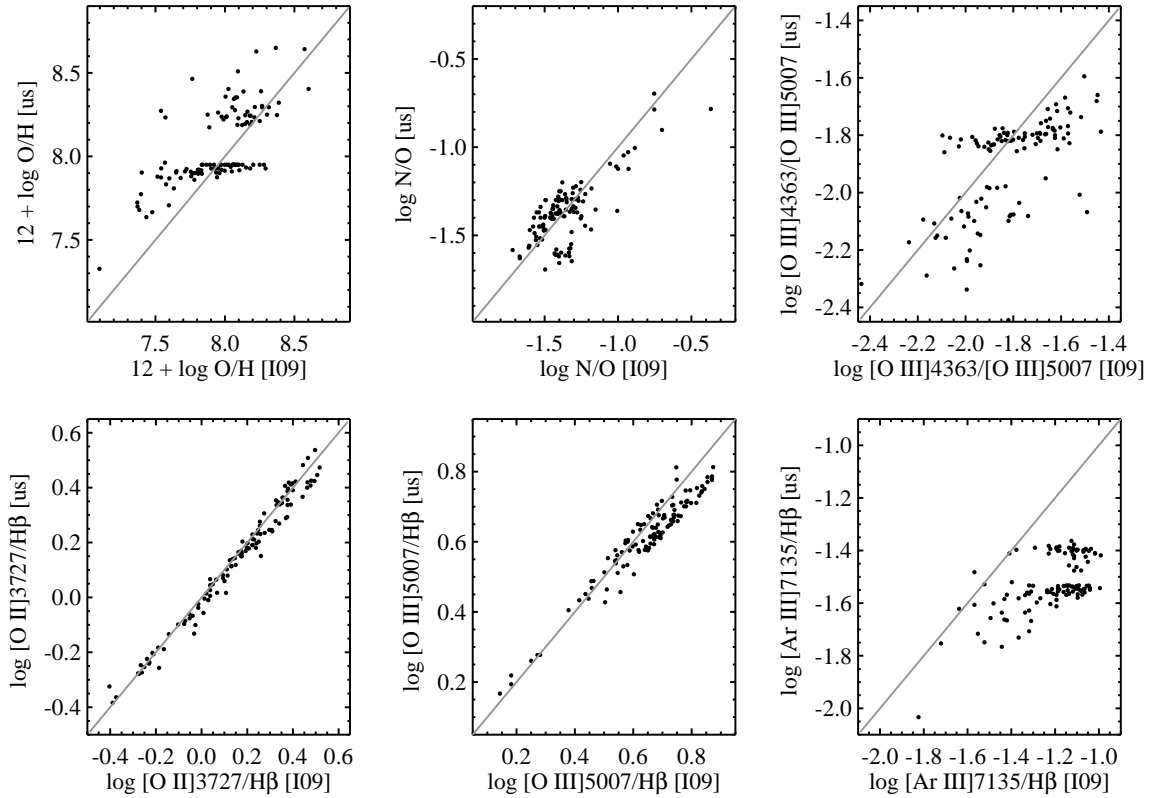 8.5
8.0
7.5
12 + log O/H [us]
7.5 8.0 8.5
12 + log O/H [I09]
-0.5
-1.0
-1.5
log N/O [us]
-1.5 -1.0 -0.5
log N/O [I09]
-1.4
-1.6
-1.8
-2.0
-2.2
-2.4
log [O III]4363/[O III]5007 [us]
-2.4 -2.2 -2.0 -1.8 -1.6 -1.4
log [O III]4363/[O III]5007 [I09]
0.6
0.4
0.2
0.0
-0.2
-0.4
log [O II]3727/Hβ [us]
-0.4 -0.2 0.0 0.2 0.4 0.6
log [O II]3727/Hβ [I09]
0.8
0.6
0.4
0.2
log [O III]5007/Hβ [us]
0.2 0.4 0.6 0.8
log [O III]5007/Hβ [I09]
-1.0
-1.2
-1.4
-1.6
-1.8
-2.0
log [Ar III]7135/Hβ [us]
-2.0 -1.8 -1.6 -1.4 -1.2 -1.0
log [Ar III]7135/Hβ [I09]